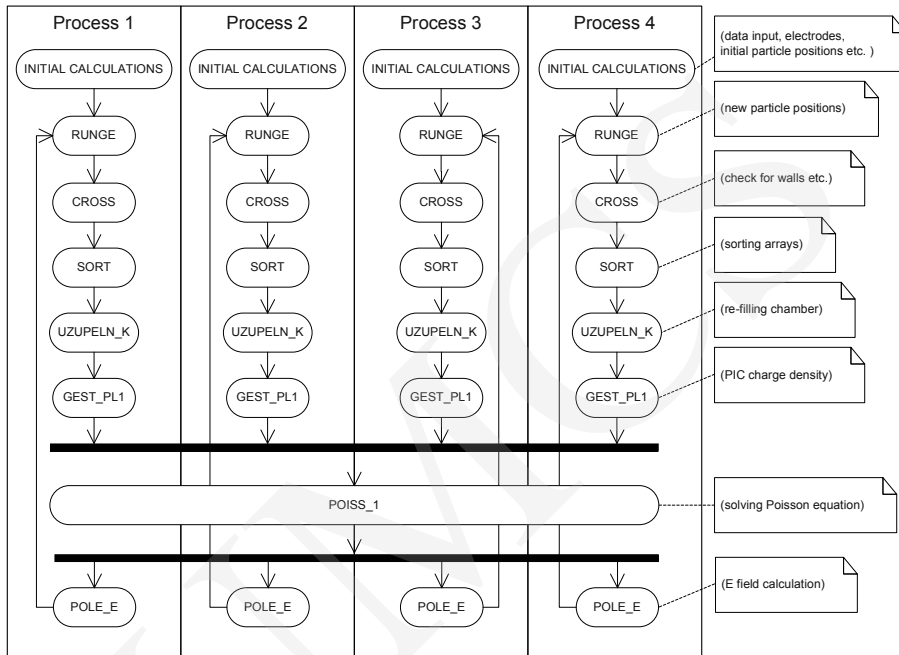 Process 1
Process 2
Process 3
Process 4
(data input, electrodes,
initial particle positions etc. )
INITIAL CALCULATIONS
INITIAL CALCULATIONS
INITIAL CALCULATIONS
INITIAL CALCULATIONS
(new particle positions)
RUNGE
RUNGE
RUNGE
RUNGE
(check for walls etc.)
CROSS
CROSS
CROSS
CROSS
(sorting arrays)
SORT
SORT
SORT
SORT
(re-filling chamber)
UZUPELN_K
UZUPELN_K
UZUPELN_K
UZUPELN_K
(PIC charge density)
GEST_PL1
GEST_PL1
GEST_PL1
GEST_PL1
POISS_1
(solving Poisson equation)
POLE_E
POLE_E
POLE_E
POLE_E
(E field calculation)
UMCS